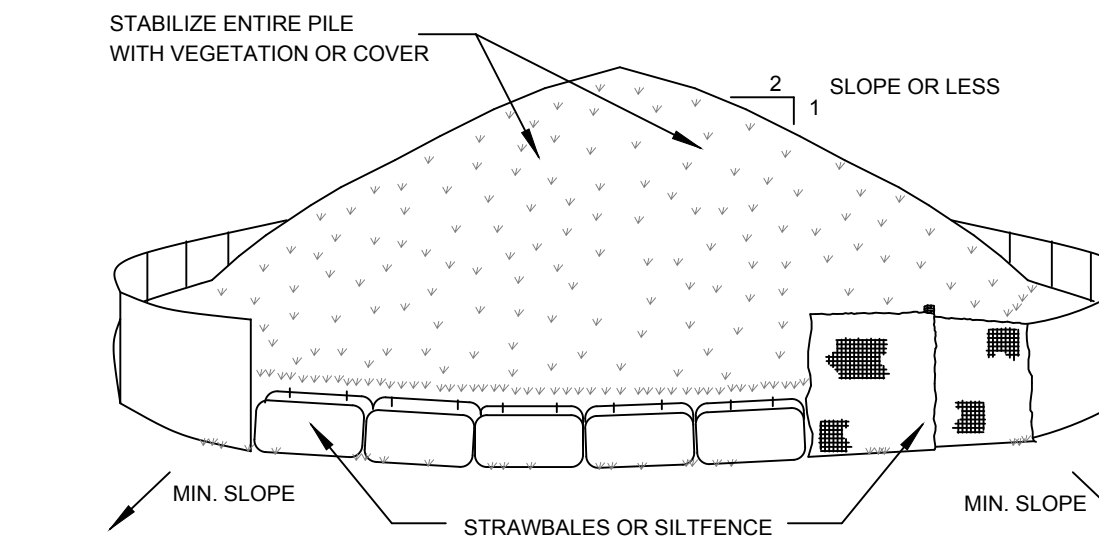 STABILIZE ENTIRE PILE
WITH VEGETATION OR COVER
2
1
SLOPE OR LESS
MIN. SLOPE
MIN. SLOPE
STRAWBALES OR SILTFENCE